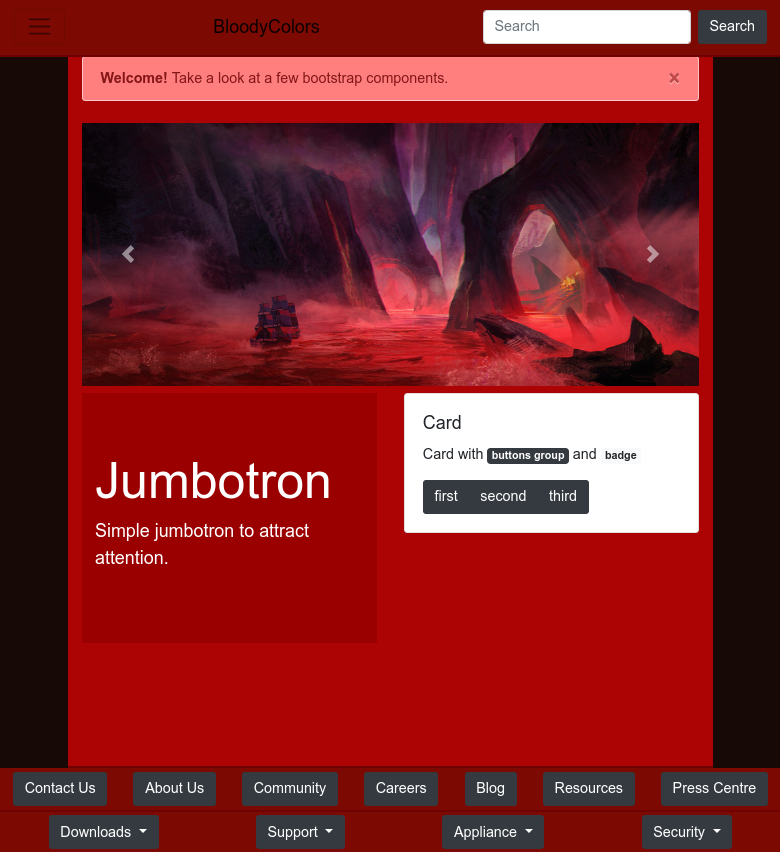 BloodyColors
Search Search
Welcome! Take a look at a few bootstrap components. ×
Jumbotron
Simple jumbotron to attract
attention.
Card
Card with buttons group and badge
first second third
Contact Us About Us Community Careers Blog Resources Press Centre
Downloads Support Appliance Security